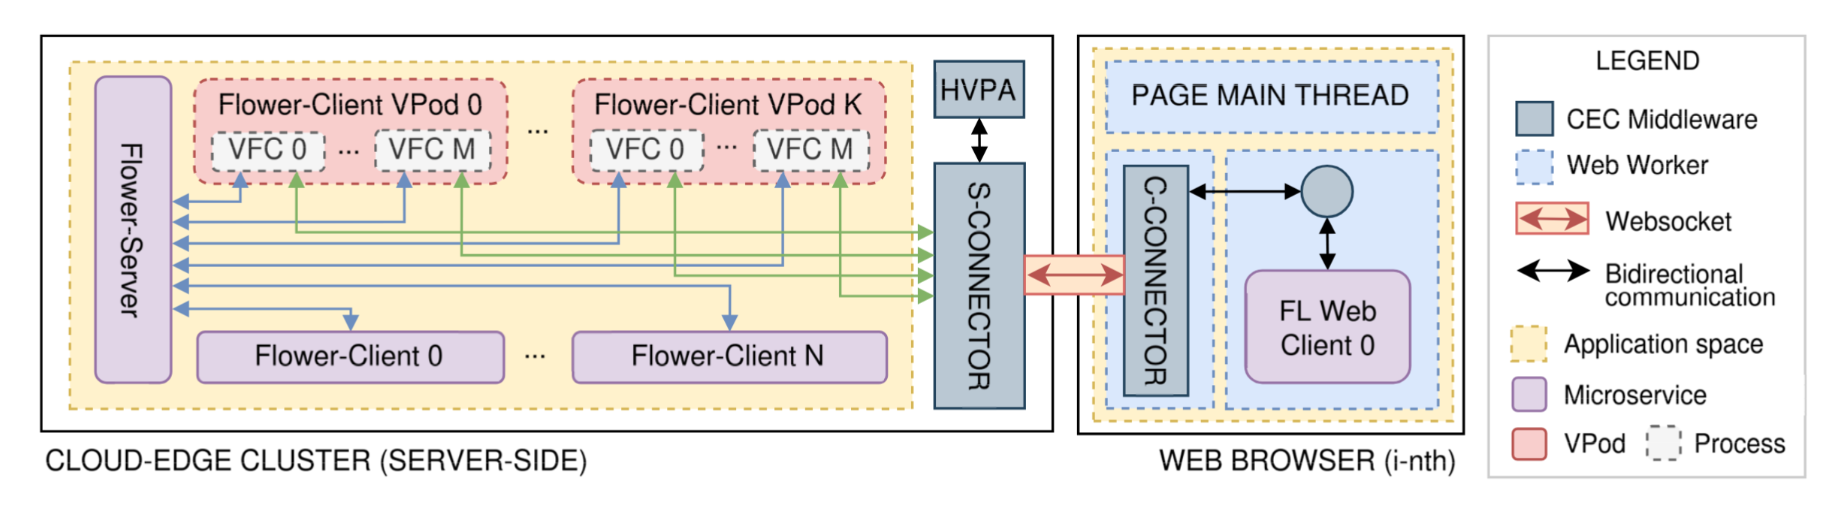 Flower-Server
Flower-Client VPod 0
VFC 0
...
VFC M
...
Flower-Client VPod K
VFC 0
...
VFC M
Flower-Client 0
...
Flower-Client N
HVPA
S-CONNECTOR
CLOUD-EDGE CLUSTER (SERVER-SIDE)
PAGE MAIN THREAD
C-CONNECTOR
FL Web
Client 0
WEB BROWSER (i-nth)
LEGEND
CEC Middleware
Web Worker
Websocket
Bidirectional
communication
Application space
Microservice
VPod
Process